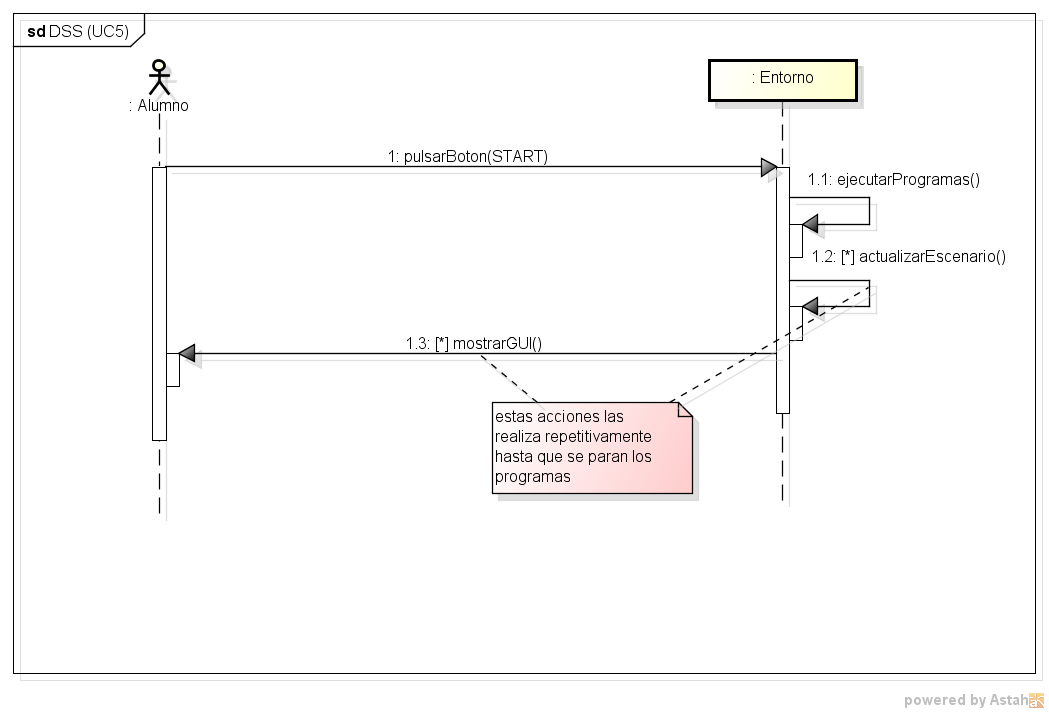 sd DSS (UC5)
: Alumno
: Entorno
1: pulsarBoton(START)
1.1: ejecutarProgramas()
1.2: [*] actualizarEscenario()
1.3: [*] mostrarGUI()
estas acciones las
realiza repetitivamente
hasta que se paran los
programas
powered by Astah